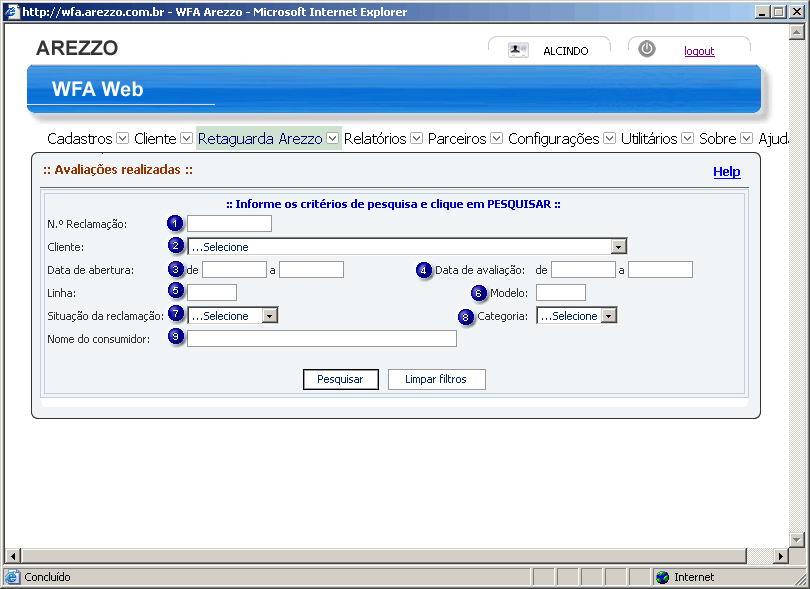 http://wfa.arezzo.com.br - WFA Arezzo - Microsoft Internet Explorer
AREZZO
ALCINDO
logout
WFA Web
Cadastros Cliente Retaguarda Arezzo Relatórios Parceiros Configurações Utilitários Sobre Ajuda
:: Avaliações realizadas ::
Help
:: Informe os critérios de pesquisa e clique em PESQUISAR ::
N.º Reclamação: 1
Cliente: 2 ...Selecione
Data de abertura: 3 de a 4 Data de avaliação: de a
Linha: 5 6 Modelo:
Situação da reclamação: 7 ...Selecione 8 Categoria: ...Selecione
Nome do consumidor: 9
Pesquisar Limpar filtros
Concluído Internet